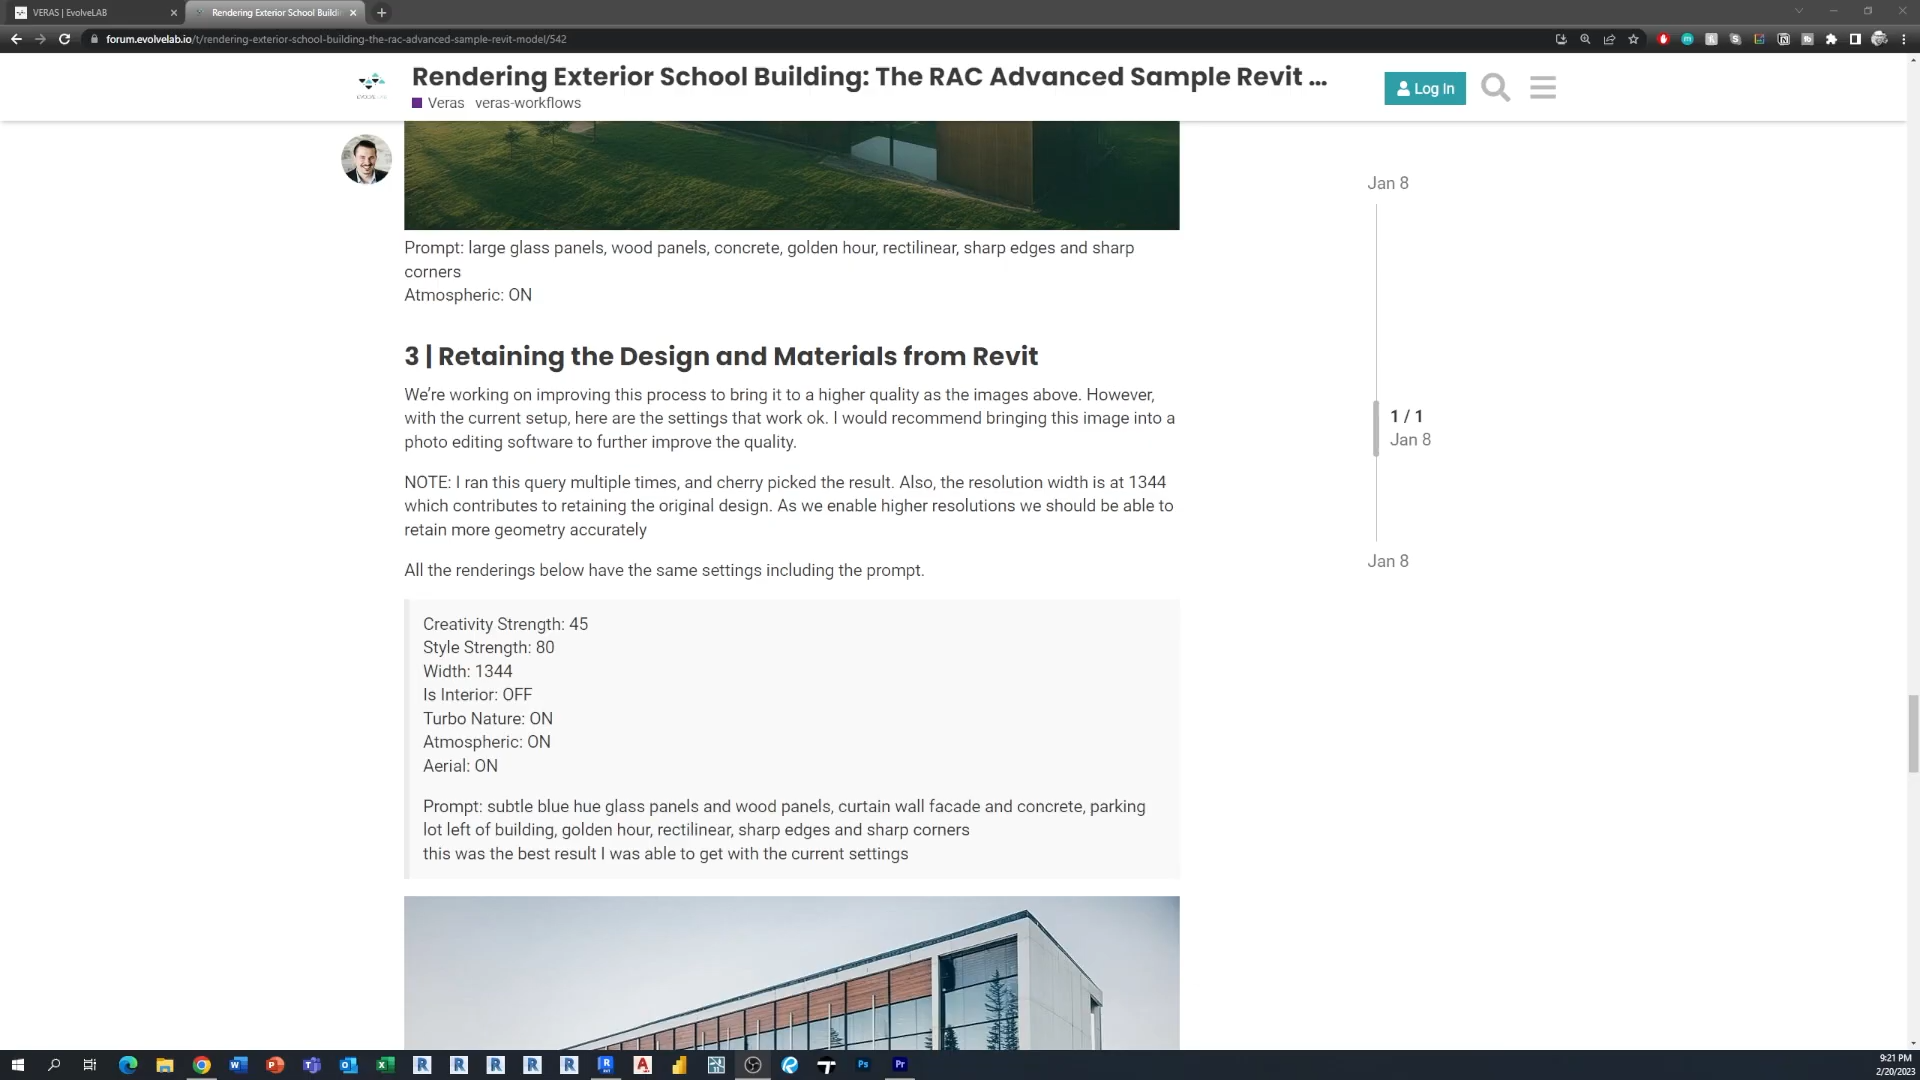 VERAS | EvolveLAB
Rendering Exterior School Buildi
forum.evolvelab.io/t/rendering-exterior-school-building-the-rac-advanced-sample-revit-model/542
Rendering Exterior School Building: The RAC Advanced Sample Revit ...
Veras veras-workflows
Log In
Jan 8
Prompt: large glass panels, wood panels, concrete, golden hour, rectilinear, sharp edges and sharp
corners
Atmospheric: ON
3 | Retaining the Design and Materials from Revit
We’re working on improving this process to bring it to a higher quality as the images above. However,
with the current setup, here are the settings that work ok. I would recommend bringing this image into a
photo editing software to further improve the quality.
1 / 1
Jan 8
NOTE: I ran this query multiple times, and cherry picked the result. Also, the resolution width is at 1344
which contributes to retaining the original design. As we enable higher resolutions we should be able to
retain more geometry accurately
Jan 8
All the renderings below have the same settings including the prompt.
Creativity Strength: 45
Style Strength: 80
Width: 1344
Is Interior: OFF
Turbo Nature: ON
Atmospheric: ON
Aerial: ON
Prompt: subtle blue hue glass panels and wood panels, curtain wall facade and concrete, parking
lot left of building, golden hour, rectilinear, sharp edges and sharp corners
this was the best result I was able to get with the current settings
9:21 PM
2/20/2023